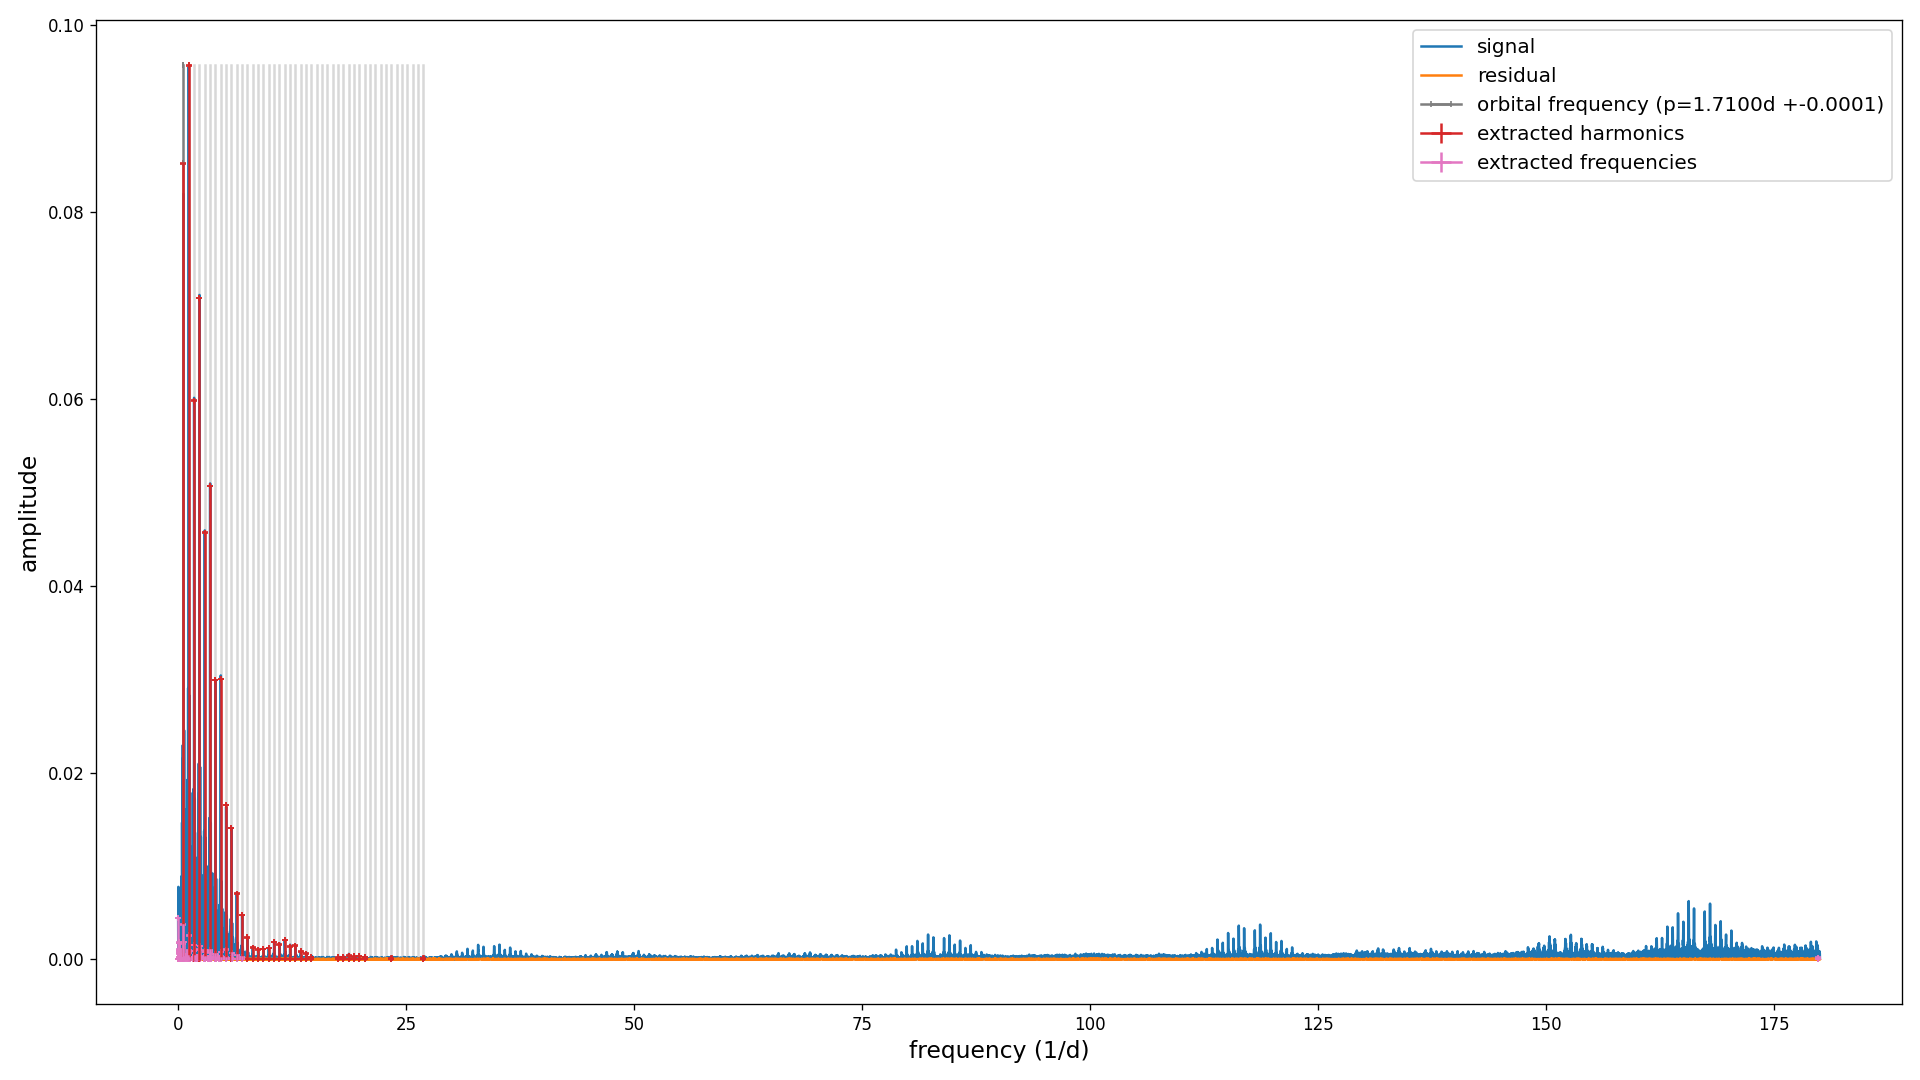 0.10
0.08
0.06
0.04
0.02
0.00
amplitude
signal
residual
orbital frequency (p=1.7100d +-0.0001)
extracted harmonics
extracted frequencies
0 25 50 75 100 125 150 175
frequency (1/d)